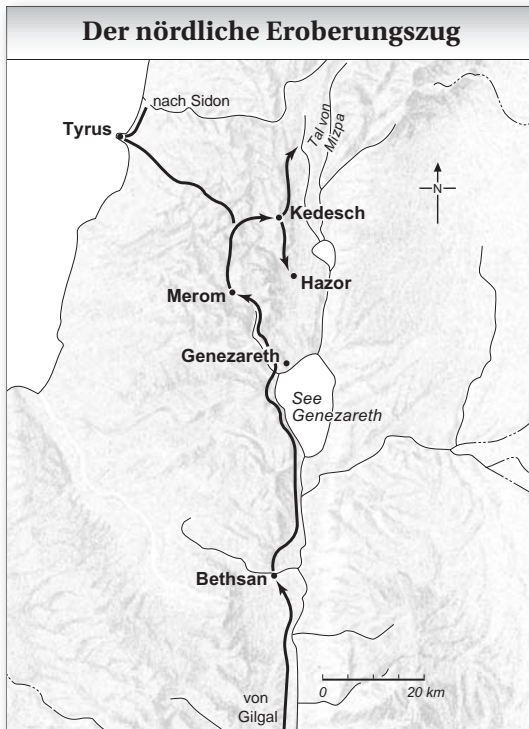 Der nördliche Eroberungszug
nach Sidon
Tyrus
Tal von
Mizpa
N
Kedesch
Hazor
Merom
Genezareth
See
Genezareth
Bethsan
0
20 km
von
Gilgal